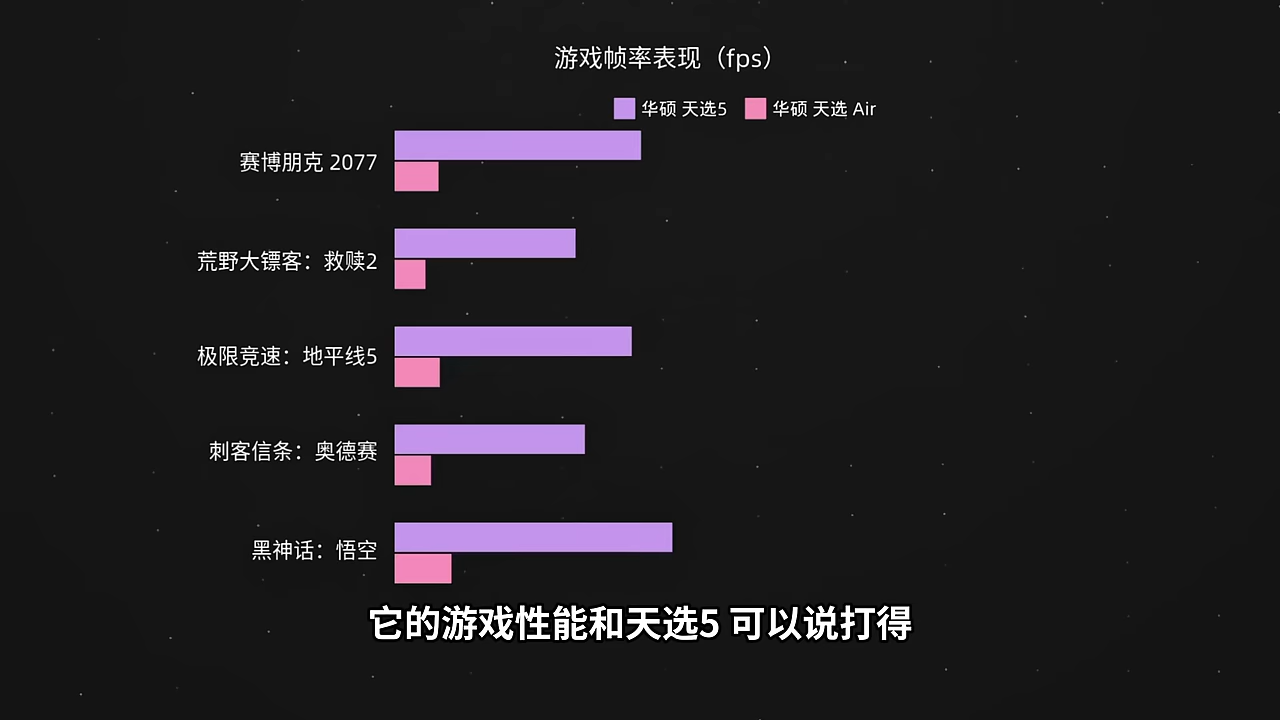 游戏帧率表现（fps）
华硕 天选5 华硕 天选 Air
赛博朋克 2077
荒野大镖客：救赎2
极限竞速：地平线5
刺客信条：奥德赛
黑神话：悟空
它的游戏性能和天选5 可以说打得